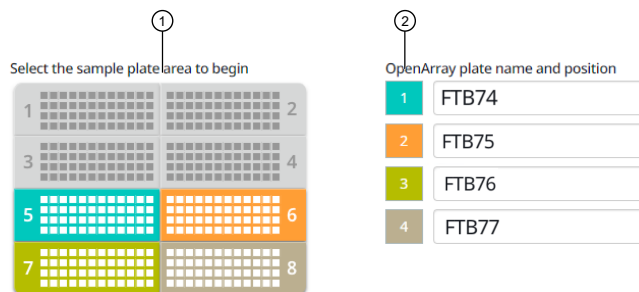 1 2
Select the sample plate area to begin
1 2
3 4
5 6
7 8
OpenArray plate name and position
1 FTB74
2 FTB75
3 FTB76
4 FTB77